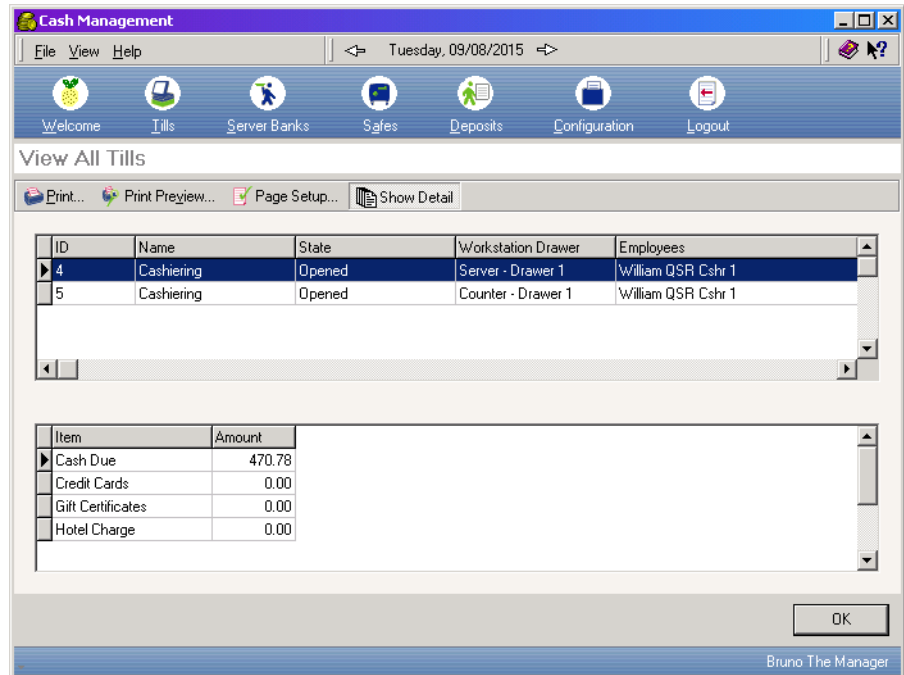 Cash Management
File View Help Tuesday, 09/08/2015
Welcome Tills Server Banks Safes Deposits Configuration Logout
View All Tills
Print... Print Preview... Page Setup... Show Detail
ID Name State Workstation Drawer Employees
4 Cashiering Opened Server - Drawer 1 William QSR Cshr 1
5 Cashiering Opened Counter - Drawer 1 William QSR Cshr 1
Item Amount
Cash Due 470.78
Credit Cards 0.00
Gift Certificates 0.00
Hotel Charge 0.00
OK
Bruno The Manager